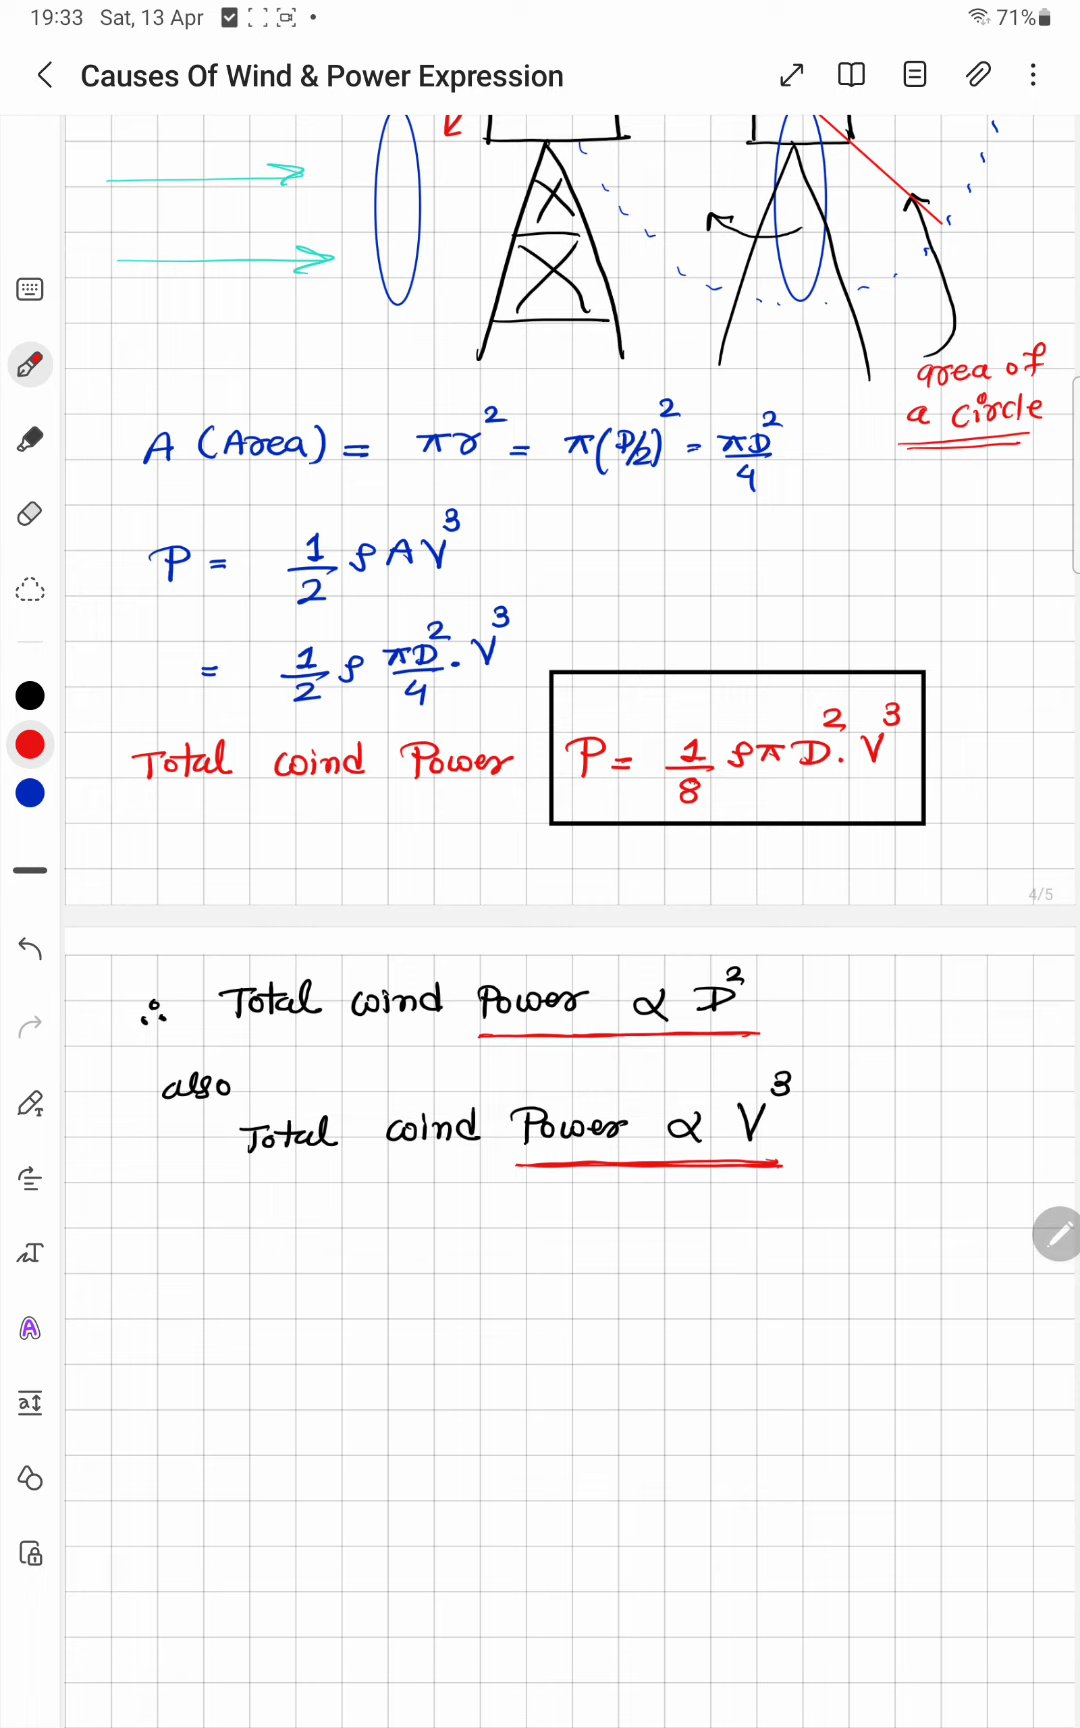 19:33 Sat, 13 Apr 71%
Causes Of Wind & Power Expression
area of
a circle
A (Area) = πr² = π(D/2)² = πD²/4
P = 1/2 ρAV³
= 1/2 ρ πD²/4 . V³
Total wind Power P = 1/8 ρπD².V³
4/5
∴ Total wind Power ∝ D²
also
Total wind Power ∝ V³